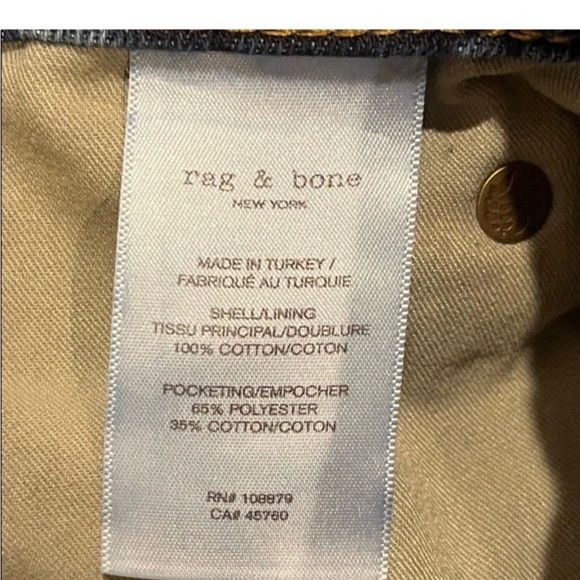 rag & bone
NEW YORK
MADE IN TURKEY /
FABRIQUÉ AU TURQUIE
SHELL/LINING
TISSU PRINCIPAL/DOUBLURE
100% COTTON/COTON
POCKETING/EMPOCHER
65% POLYESTER
35% COTTON/COTON
RN# 108879
CA# 45760